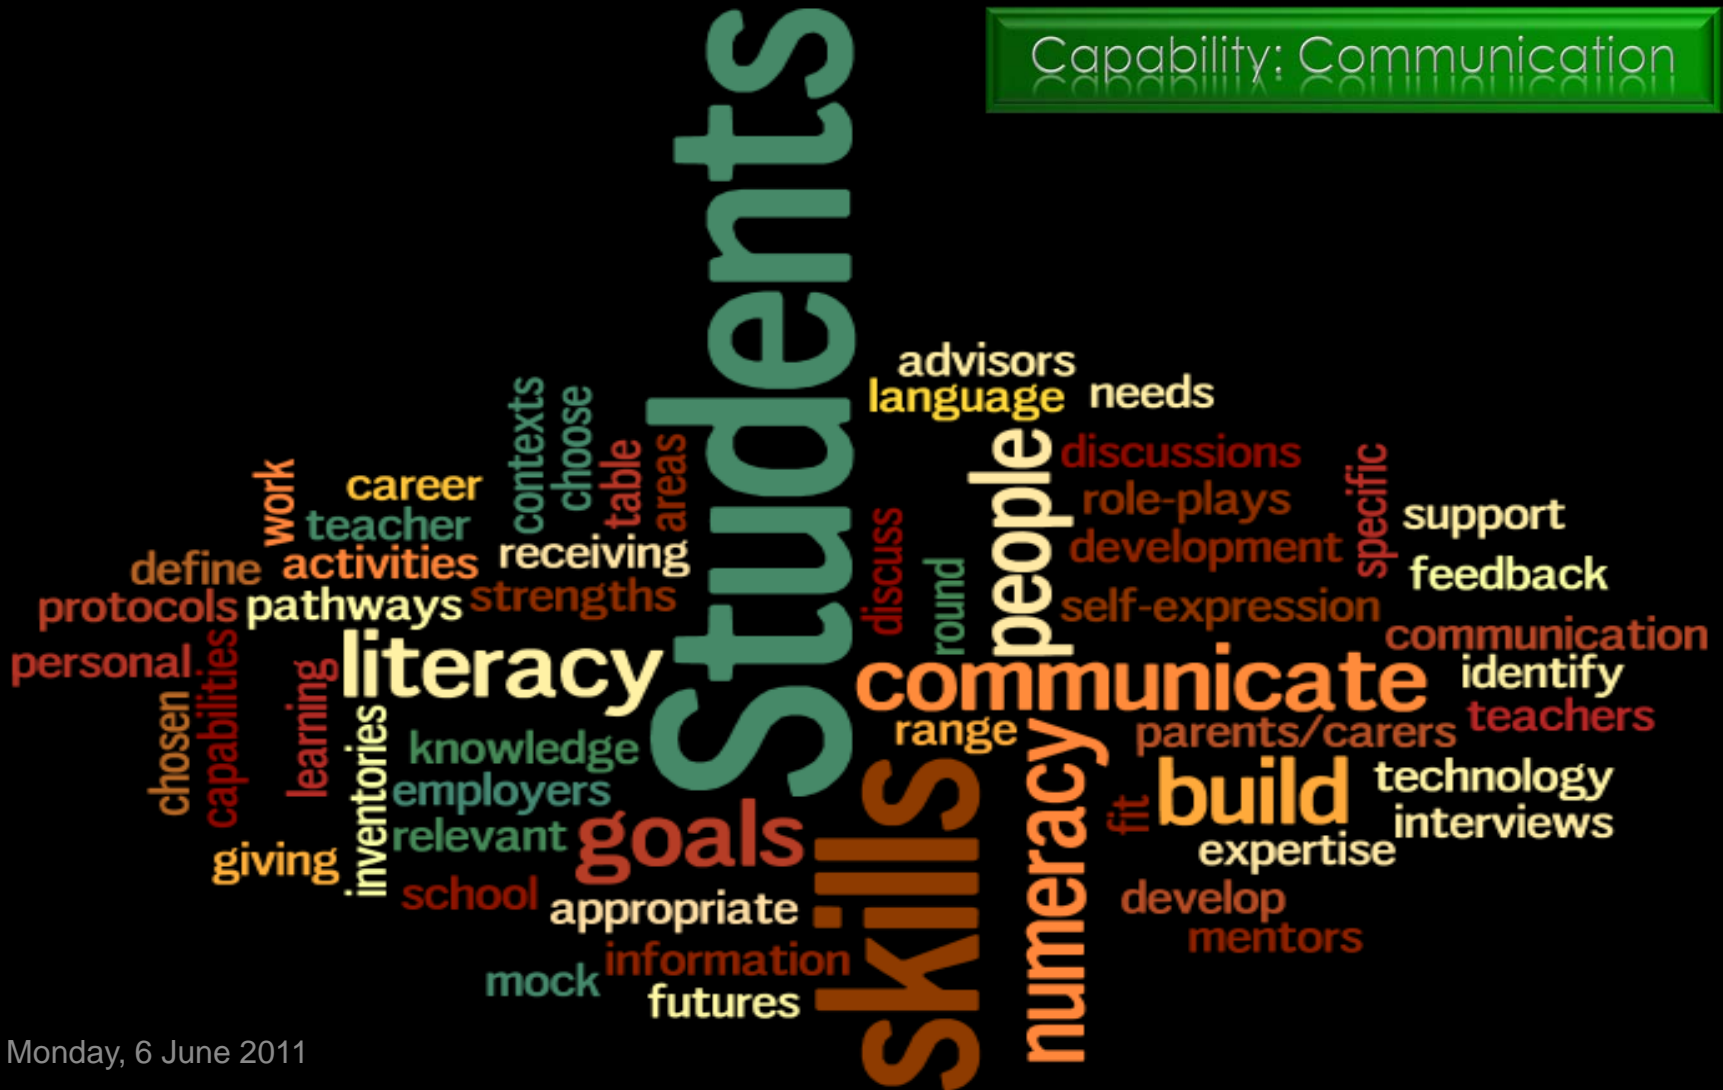 Capability: Communication
Students
advisors
language
needs
contexts
choose
table
areas
people
discussions
specific
work
career
role-plays
support
teacher
discuss
receiving
development
define
activities
round
feedback
protocols
pathways
strengths
self-expression
communication
personal
capabilities
learning
literacy
communicate
identify
chosen
inventories
knowledge
range
numeracy
parents/carers
teachers
employers
skills
fit
build
technology
relevant
goals
interviews
giving
expertise
school
appropriate
develop
information
mentors
mock
futures
Monday, 6 June 2011